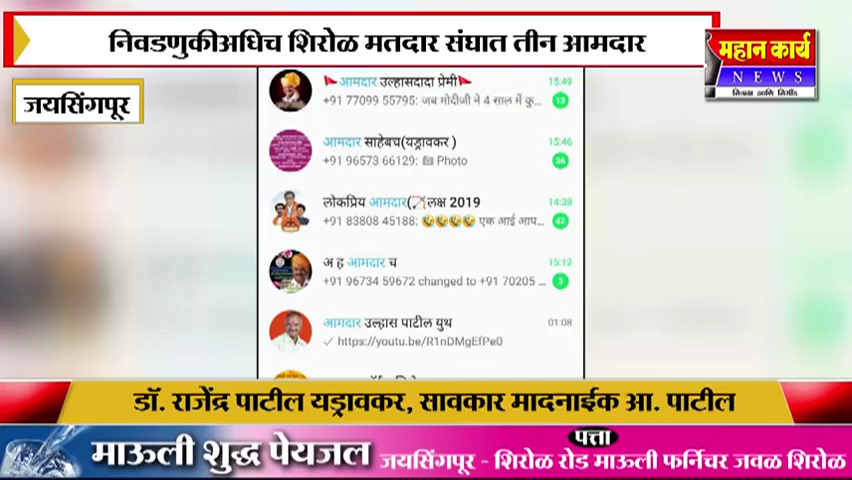 निवडणुकीअधिच शिरोळ मतदार संघात तीन आमदार
महान कार्य
NEWS
जयसिंगपूर
आमदार उल्हासदादा प्रेमी 15:49
+91 77099 55795: जब मोदीजी ने 4 साल में कु... 13
आमदार साहेबच(यड्रावकर ) 15:46
+91 96573 66129: Photo 36
लोकप्रिय आमदार(लक्ष 2019 14:38
+91 83808 45188: 🤣🤣🤣🤣 एक आई आप... 42
अ ह आमदार च 15:12
+91 96734 59672 changed to +91 70205 ... 3
आमदार उल्हास पाटील युथ 01:08
✓ https://youtu.be/R1nDMgEfPe0
डॉ. राजेंद्र पाटील यड्रावकर, सावकार मादनाईक आ. पाटील
माऊली शुद्ध पेयजल
पत्ता
जयसिंगपूर - शिरोळ रोड माऊली फर्निचर जवळ शिरोळ